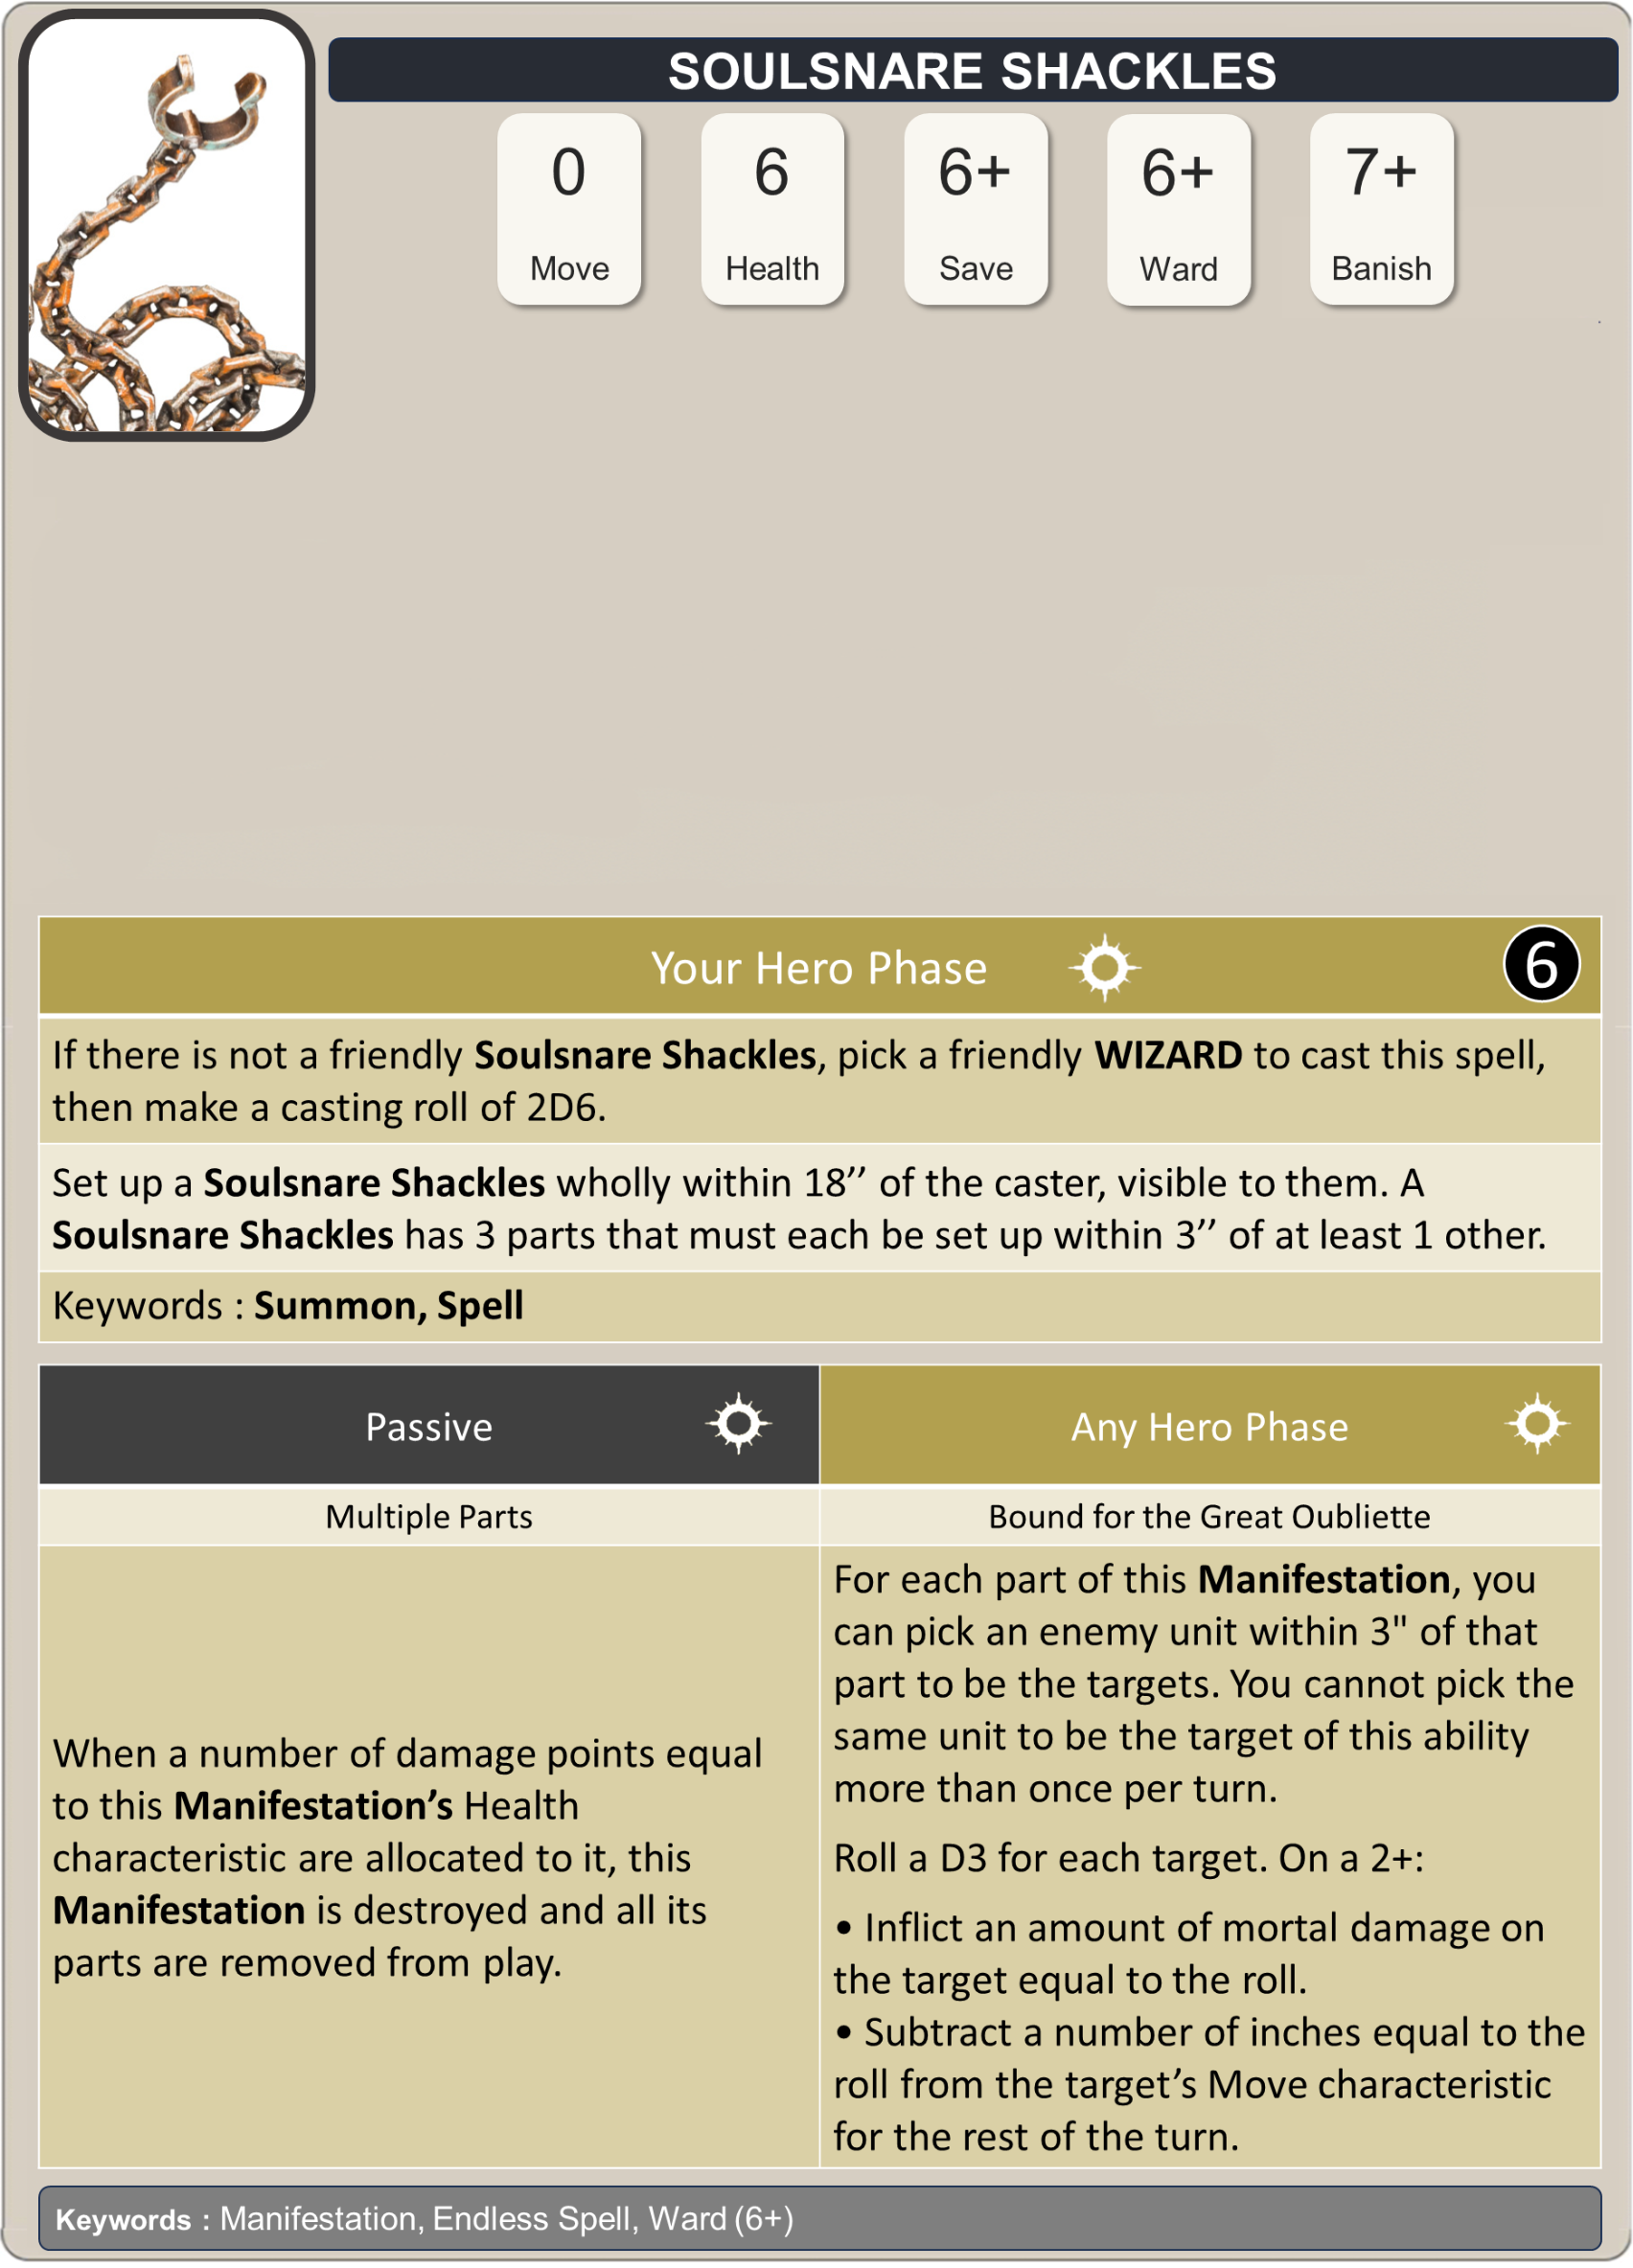 SOULSNARE SHACKLES
0 6 6+ 6+ 7+
Move Health Save Ward Banish
Your Hero Phase 6
If there is not a friendly Soulsnare Shackles, pick a friendly WIZARD to cast this spell,
then make a casting roll of 2D6.
Set up a Soulsnare Shackles wholly within 18’’ of the caster, visible to them. A
Soulsnare Shackles has 3 parts that must each be set up within 3’’ of at least 1 other.
Keywords : Summon, Spell
Passive
Multiple Parts
When a number of damage points equal
to this Manifestation’s Health
characteristic are allocated to it, this
Manifestation is destroyed and all its
parts are removed from play.
Any Hero Phase
Bound for the Great Oubliette
For each part of this Manifestation, you
can pick an enemy unit within 3" of that
part to be the targets. You cannot pick the
same unit to be the target of this ability
more than once per turn.
Roll a D3 for each target. On a 2+:
• Inflict an amount of mortal damage on
the target equal to the roll.
• Subtract a number of inches equal to the
roll from the target’s Move characteristic
for the rest of the turn.
Keywords : Manifestation, Endless Spell, Ward (6+)